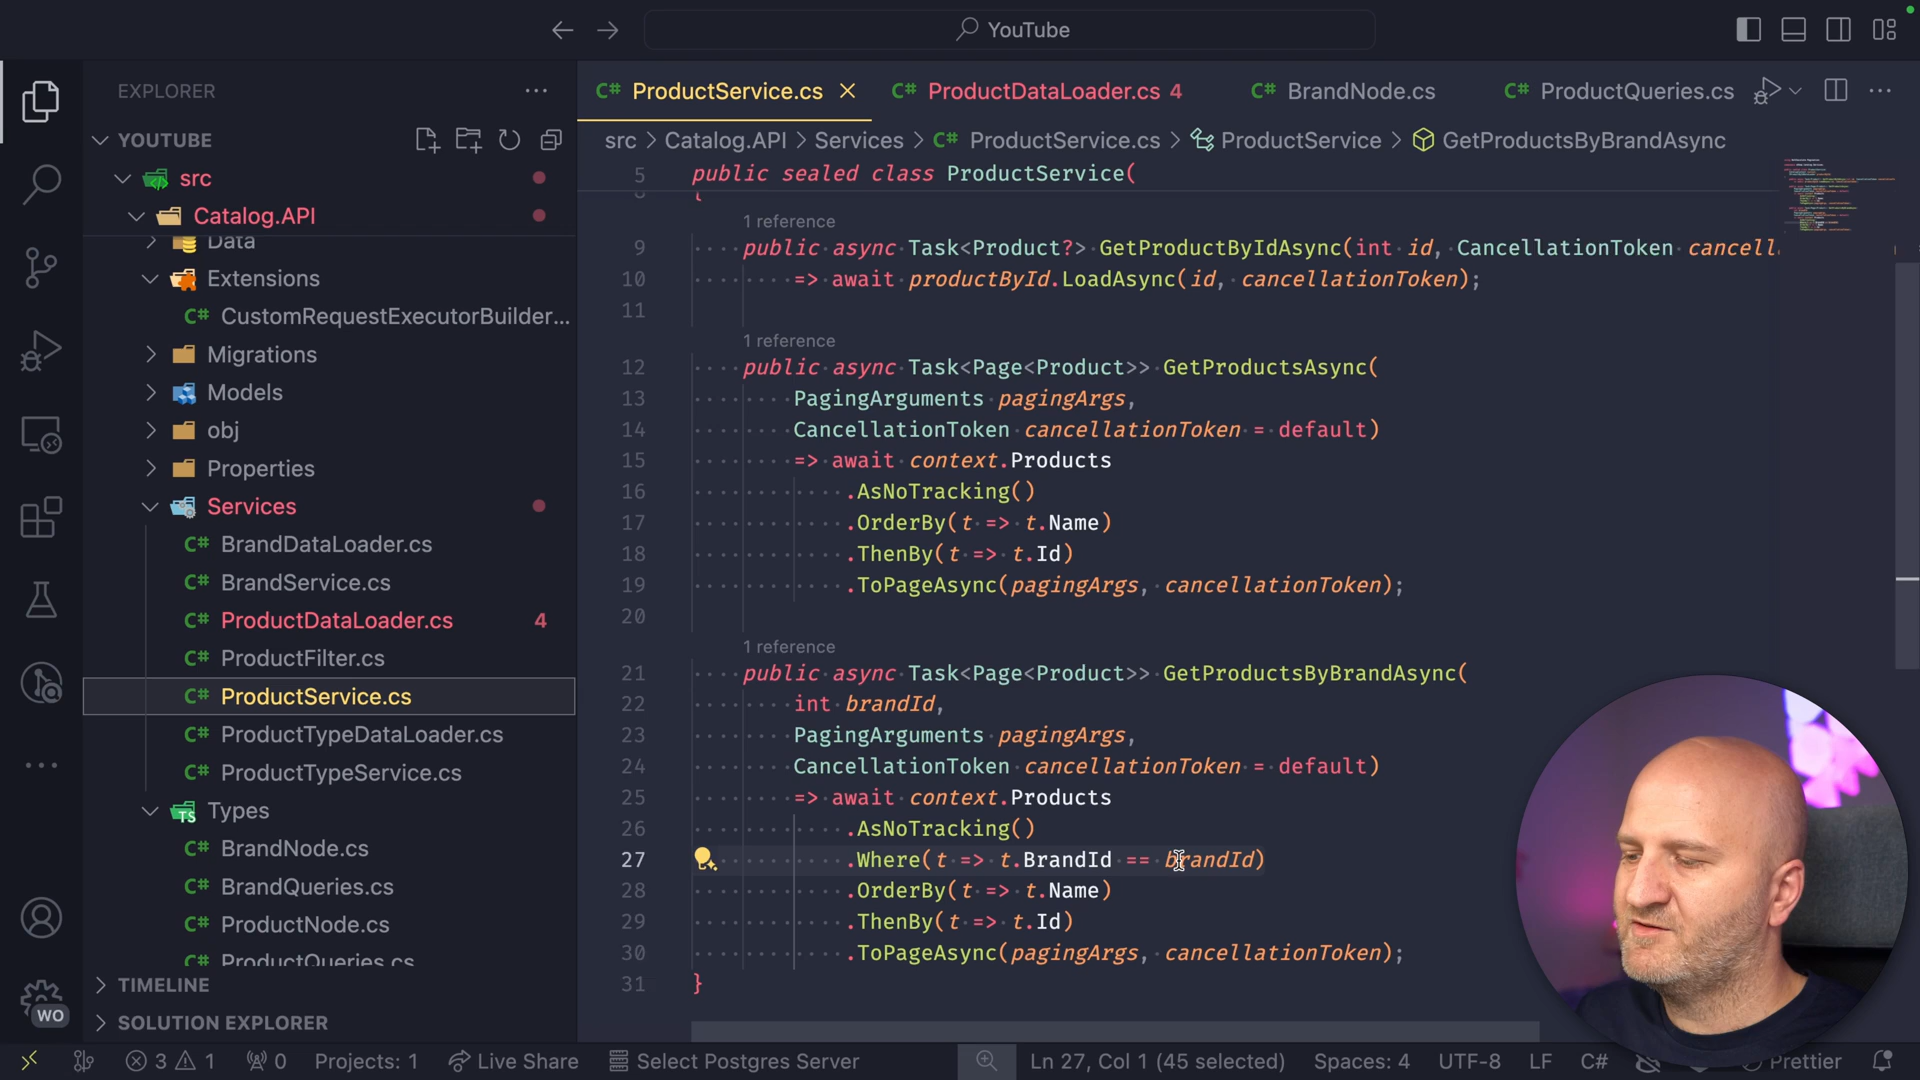 YouTube
EXPLORER
YOUTUBE
src
Catalog.API
Data
Extensions
C# CustomRequestExecutorBuilder...
Migrations
Models
obj
Properties
Services
C# BrandDataLoader.cs
C# BrandService.cs
C# ProductDataLoader.cs 4
C# ProductFilter.cs
C# ProductService.cs
C# ProductTypeDataLoader.cs
C# ProductTypeService.cs
TS Types
C# BrandNode.cs
C# BrandQueries.cs
C# ProductNode.cs
C# ProductQueries.cs
TIMELINE
SOLUTION EXPLORER
WO
C# ProductService.cs C# ProductDataLoader.cs 4 C# BrandNode.cs C# ProductQueries.cs
src > Catalog.API > Services > C# ProductService.cs > ProductService > GetProductsByBrandAsync
5 public sealed class ProductService(
{
1 reference
9 public async Task<Product?> GetProductByIdAsync(int id, CancellationToken cancell
10 => await productById.LoadAsync(id, cancellationToken);
11
1 reference
12 public async Task<Page<Product>> GetProductsAsync(
13 PagingArguments pagingArgs,
14 CancellationToken cancellationToken = default)
15 => await context.Products
16 .AsNoTracking()
17 .OrderBy(t => t.Name)
18 .ThenBy(t => t.Id)
19 .ToPageAsync(pagingArgs, cancellationToken);
20
1 reference
21 public async Task<Page<Product>> GetProductsByBrandAsync(
22 int brandId,
23 PagingArguments pagingArgs,
24 CancellationToken cancellationToken = default)
25 => await context.Products
26 .AsNoTracking()
27 .Where(t => t.BrandId == brandId)
28 .OrderBy(t => t.Name)
29 .ThenBy(t => t.Id)
30 .ToPageAsync(pagingArgs, cancellationToken);
31 }
3 1 0 Projects: 1 Live Share Select Postgres Server Ln 27, Col 1 (45 selected) Spaces: 4 UTF-8 LF C# Prettier